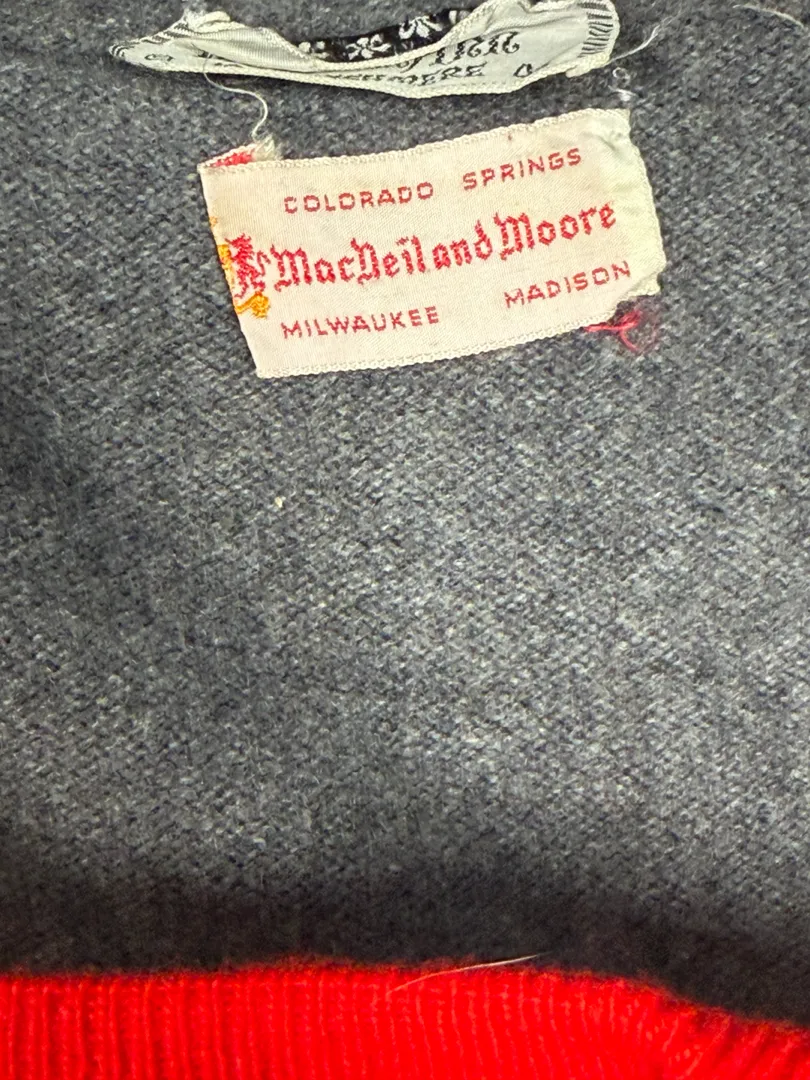 COLORADO SPRINGS
MacNeil and Moore
MILWAUKEE MADISON